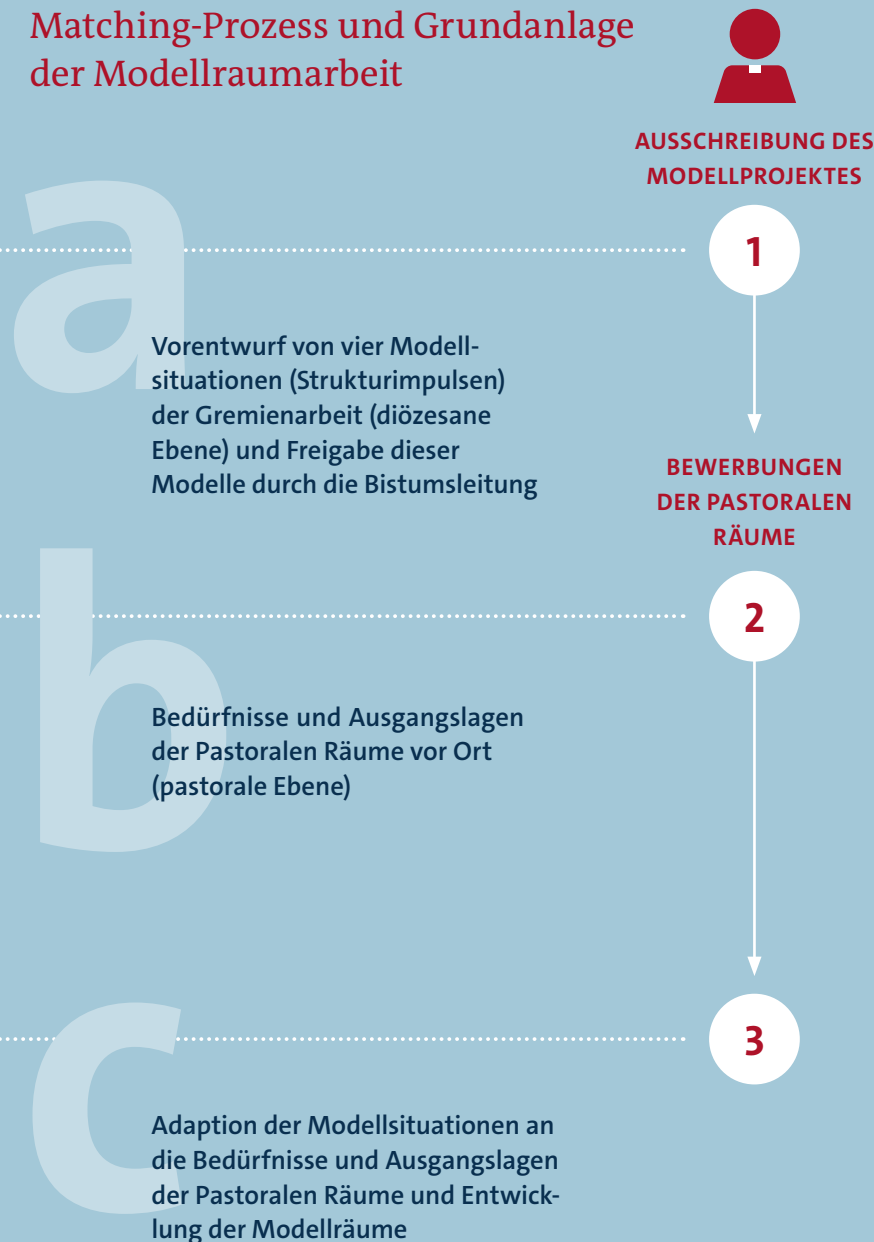 Matching-Prozess und Grundanlage
der Modellraumarbeit
AUSSCHREIBUNG DES
MODELLPROJEKTES
a
1
Vorentwurf von vier Modell-
situationen (Strukturimpulsen)
der Gremienarbeit (diözesane
Ebene) und Freigabe dieser
Modelle durch die Bistumsleitung
BEWERBUNGEN
DER PASTORALEN
RÄUME
b
2
Bedürfnisse und Ausgangslagen
der Pastoralen Räume vor Ort
(pastorale Ebene)
c
3
Adaption der Modellsituationen an
die Bedürfnisse und Ausgangslagen
der Pastoralen Räume und Entwick-
lung der Modellräume